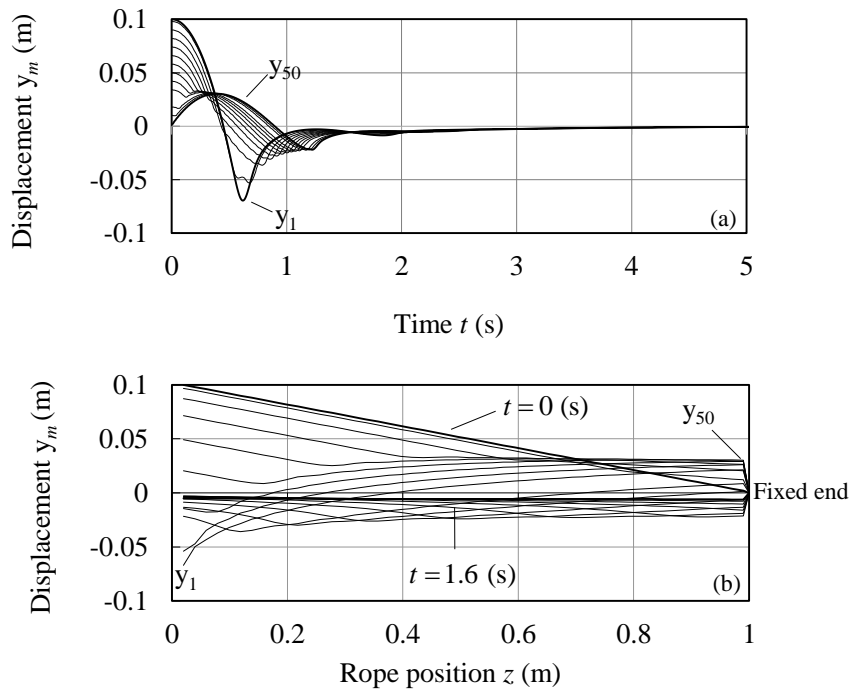 0.1
0.05
0
-0.05
-0.1
Displacement yₘ (m)
y₅₀
y₁
(a)
0 1 2 3 4 5
Time t (s)
0.1
0.05
0
-0.05
-0.1
Displacement yₘ (m)
t = 0 (s)
y₅₀
Fixed end
y₁
t = 1.6 (s)
(b)
0 0.2 0.4 0.6 0.8 1
Rope position z (m)